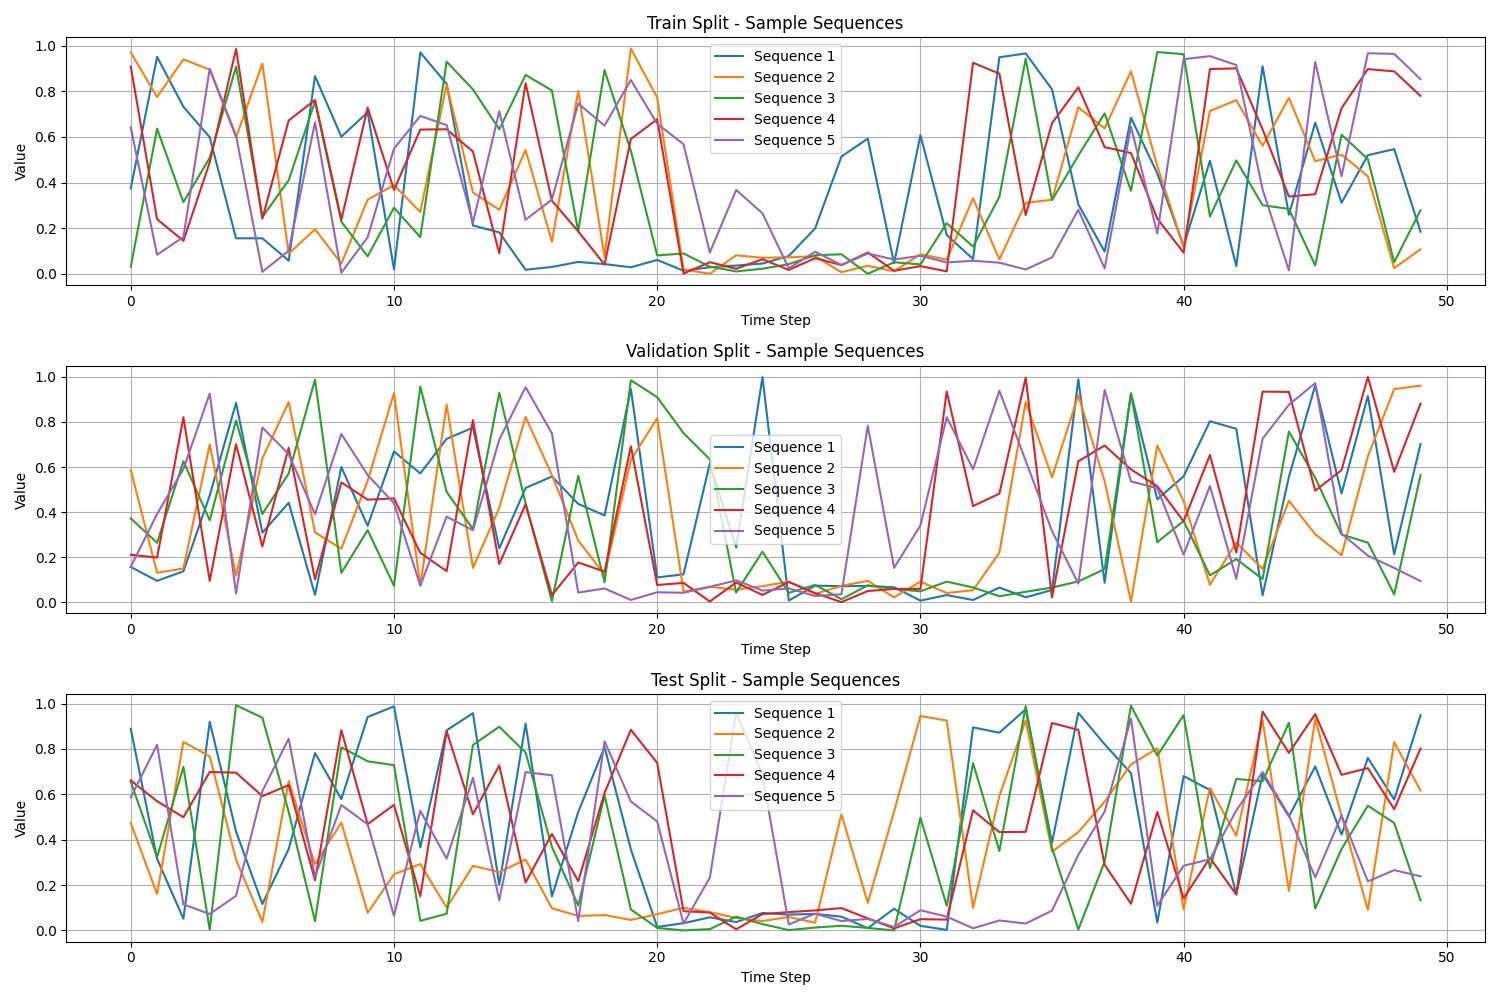 Train Split - Sample Sequences
Value
1.0
0.8
0.6
0.4
0.2
0.0
Sequence 1
Sequence 2
Sequence 3
Sequence 4
Sequence 5
0 10 20 30 40 50
Time Step
Validation Split - Sample Sequences
Value
1.0
0.8
0.6
0.4
0.2
0.0
Sequence 1
Sequence 2
Sequence 3
Sequence 4
Sequence 5
0 10 20 30 40 50
Time Step
Test Split - Sample Sequences
Value
1.0
0.8
0.6
0.4
0.2
0.0
Sequence 1
Sequence 2
Sequence 3
Sequence 4
Sequence 5
0 10 20 30 40 50
Time Step